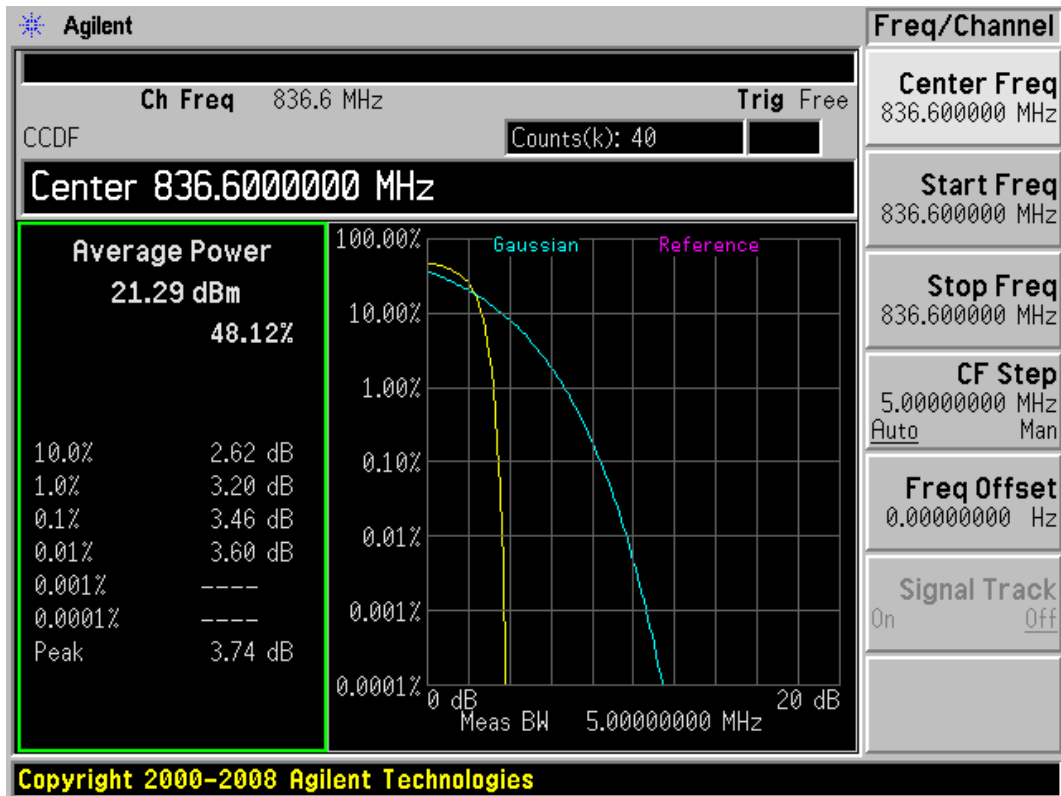 Agilent
Ch Freq 836.6 MHz Trig Free
CCDF Counts(k): 40
Center 836.6000000 MHz
Average Power
21.29 dBm
48.12%
10.0% 2.62 dB
1.0% 3.20 dB
0.1% 3.46 dB
0.01% 3.60 dB
0.001% ----
0.0001% ----
Peak 3.74 dB
Gaussian Reference
100.00%
10.00%
1.00%
0.10%
0.01%
0.001%
0.0001%
0 dB 20 dB
Meas BW 5.00000000 MHz
Freq/Channel
Center Freq
836.600000 MHz
Start Freq
836.600000 MHz
Stop Freq
836.600000 MHz
CF Step
5.00000000 MHz
Auto Man
Freq Offset
0.00000000 Hz
Signal Track
On Off
Copyright 2000-2008 Agilent Technologies